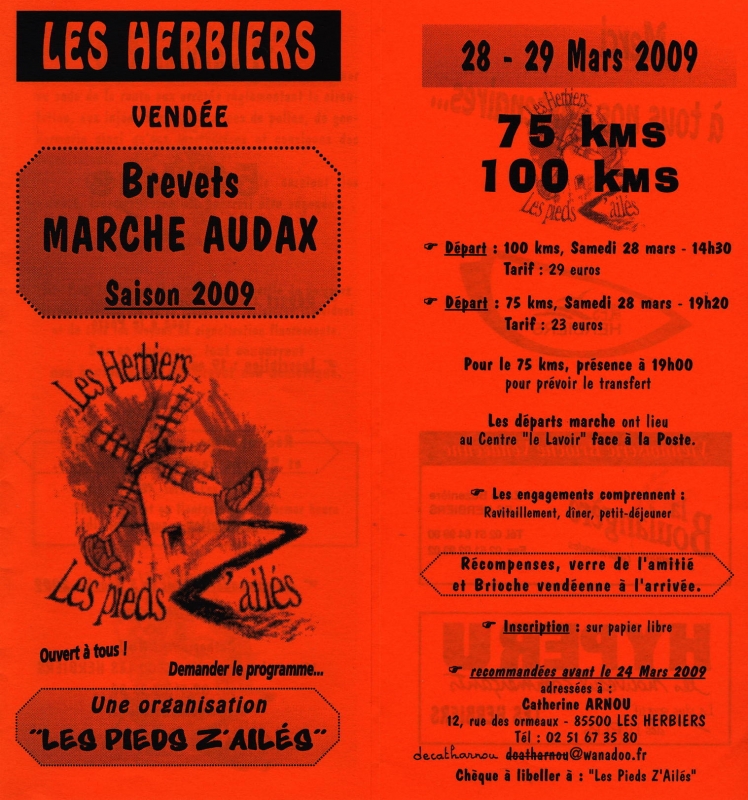 LES HERBIERS
VENDÉE
Brevets
MARCHE AUDAX
Saison 2009
Les Herbiers
Les pieds Z'ailés
Ouvert à tous !
Demander le programme...
Une organisation
"LES PIEDS Z'AILÉS"
28 - 29 Mars 2009
75 KMS
100 KMS
Les Herbiers
Les pieds Z'ailés
☞ Départ : 100 kms, Samedi 28 mars - 14h30
Tarif : 29 euros
☞ Départ : 75 kms, Samedi 28 mars - 19h20
Tarif : 23 euros
Pour le 75 kms, présence à 19h00
pour prévoir le transfert
Les départs marche ont lieu
au Centre "le Lavoir" face à la Poste.
☞ Les engagements comprennent :
Ravitaillement, dîner, petit-déjeuner
Récompenses, verre de l'amitié
et Brioche vendéenne à l'arrivée.
☞ Inscription : sur papier libre
☞ recommandées avant le 24 Mars 2009
adressées à :
Catherine ARNOU
12, rue des ormeaux - 85500 LES HERBIERS
Tél : 02 51 67 35 80
decatharnou doatharnou@wanadoo.fr
Chèque à libeller à : "Les Pieds Z'Ailés"